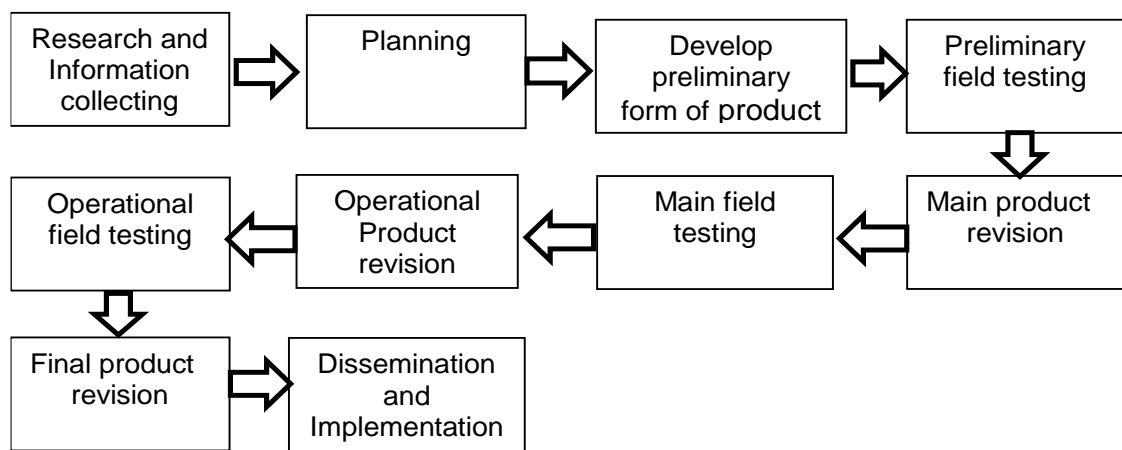 Research and
Information
collecting
Planning
Develop
preliminary
form of product
Preliminary
field testing
Operational
field testing
Operational
Product
revision
Main field
testing
Main product
revision
Final product
revision
Dissemination
and
Implementation